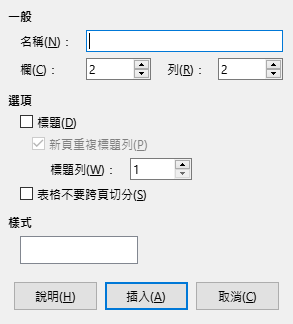 一般
名稱(N)：
欄(C)： 2 列(R)： 2
選項
標題(D)
新頁重複標題列(P)
標題列(W)： 1
表格不要跨頁切分(S)
樣式
說明(H) 插入(A) 取消(C)